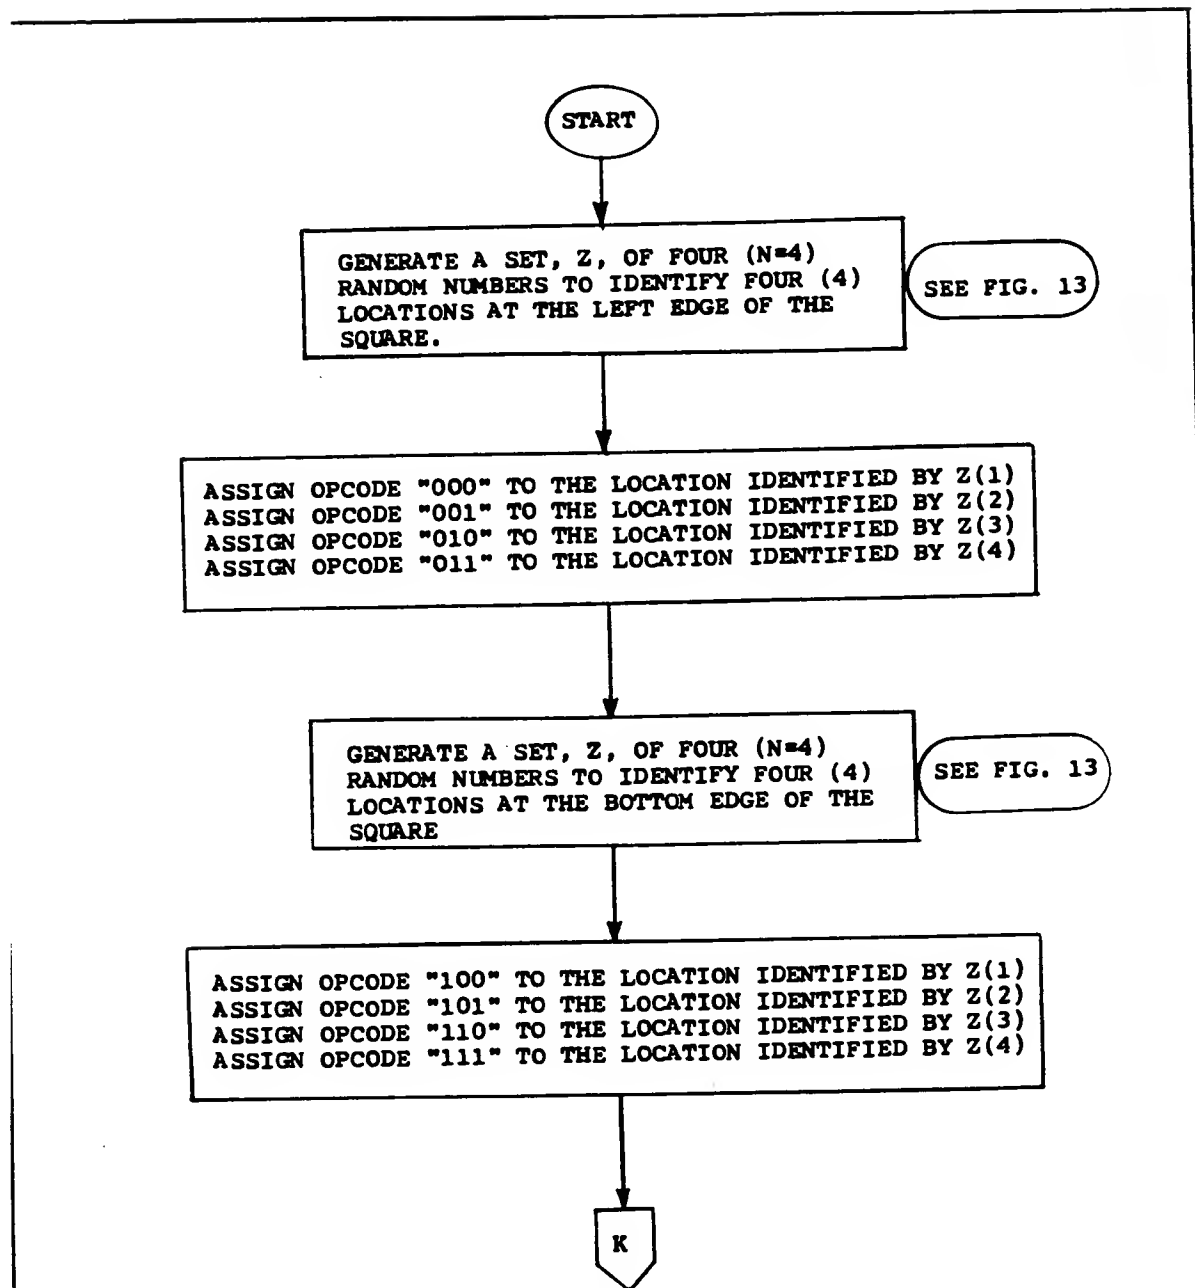 START
GENERATE A SET, Z, OF FOUR (N=4)
RANDOM NUMBERS TO IDENTIFY FOUR (4)
LOCATIONS AT THE LEFT EDGE OF THE
SQUARE.
SEE FIG. 13
ASSIGN OPCODE "000" TO THE LOCATION IDENTIFIED BY Z(1)
ASSIGN OPCODE "001" TO THE LOCATION IDENTIFIED BY Z(2)
ASSIGN OPCODE "010" TO THE LOCATION IDENTIFIED BY Z(3)
ASSIGN OPCODE "011" TO THE LOCATION IDENTIFIED BY Z(4)
GENERATE A SET, Z, OF FOUR (N=4)
RANDOM NUMBERS TO IDENTIFY FOUR (4)
LOCATIONS AT THE BOTTOM EDGE OF THE
SQUARE
SEE FIG. 13
ASSIGN OPCODE "100" TO THE LOCATION IDENTIFIED BY Z(1)
ASSIGN OPCODE "101" TO THE LOCATION IDENTIFIED BY Z(2)
ASSIGN OPCODE "110" TO THE LOCATION IDENTIFIED BY Z(3)
ASSIGN OPCODE "111" TO THE LOCATION IDENTIFIED BY Z(4)
K